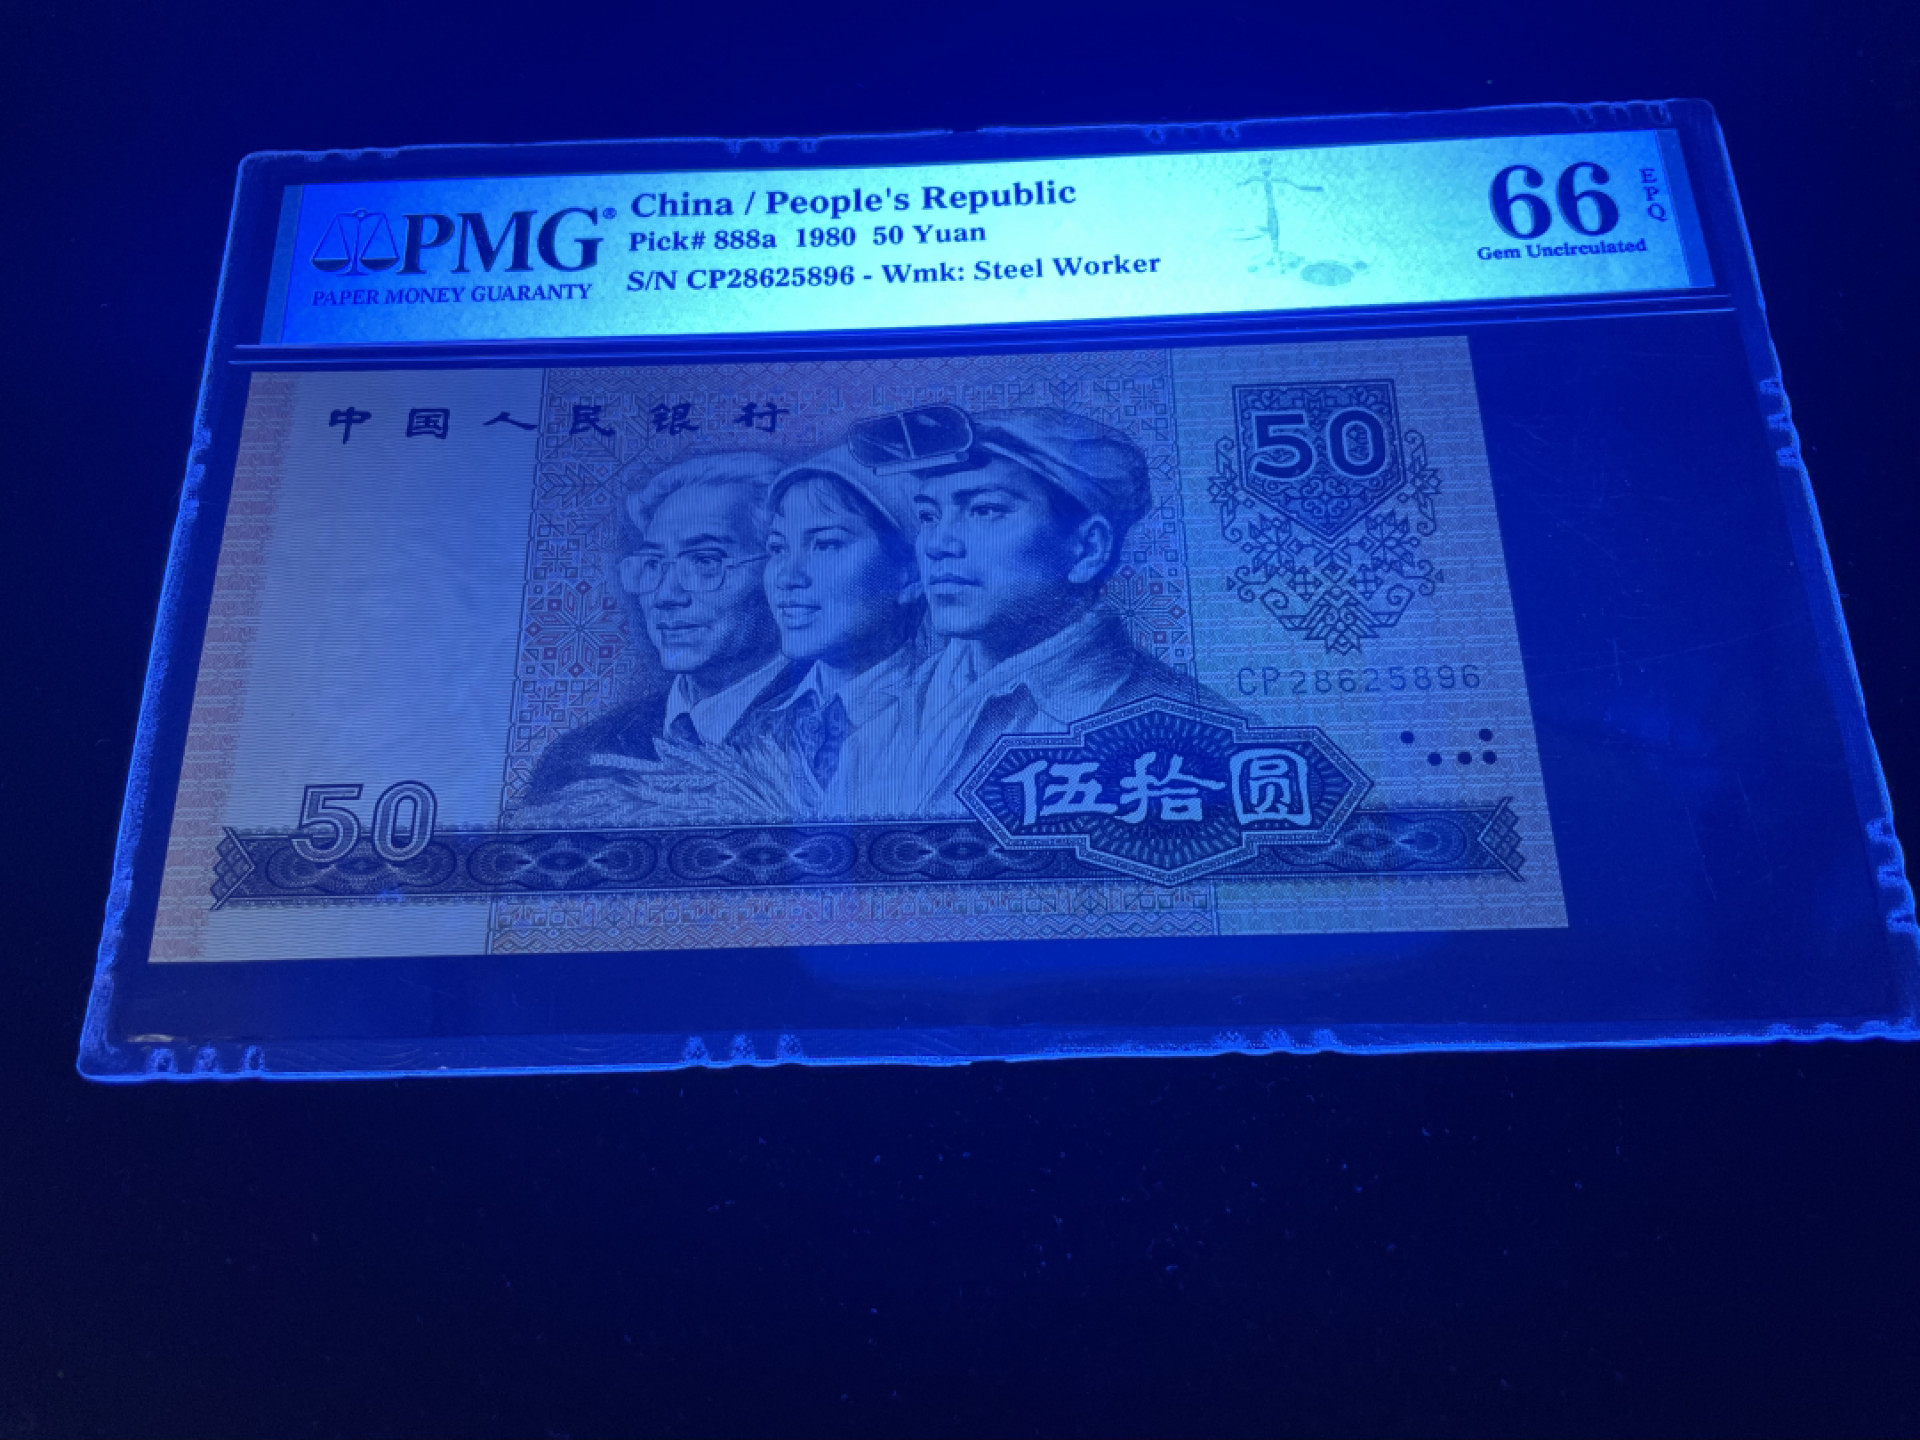 PMG®
PAPER MONEY GUARANTY
China / People's Republic
Pick# 888a 1980 50 Yuan
S/N CP28625896 - Wmk: Steel Worker
66
EPQ
Gem Uncirculated
中国人民银行
50
CP28625896
50
伍拾圆